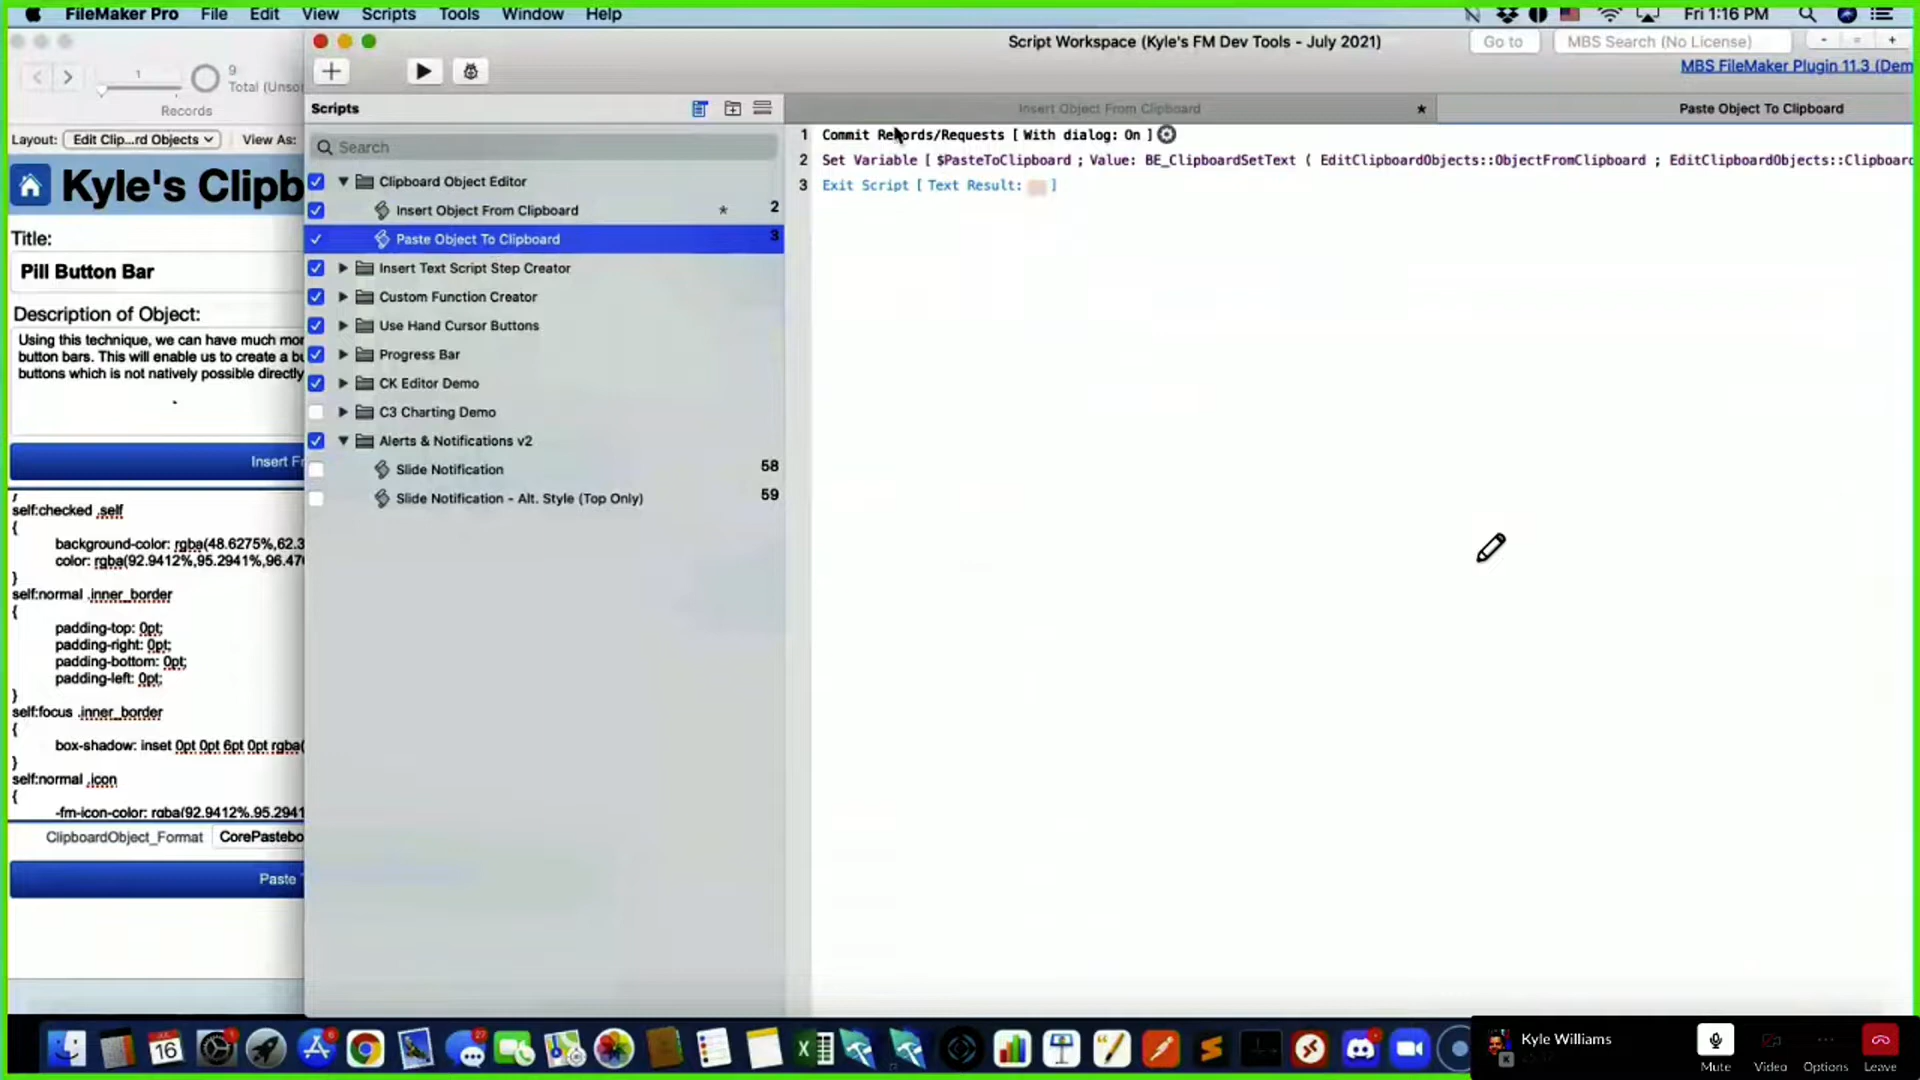 FileMaker Pro File Edit View Scripts Tools Window Help Fri 1:16 PM
Script Workspace (Kyle's FM Dev Tools - July 2021) Go to MBS Search (No License) - = +
MBS FileMaker Plugin 11.3 (Dem
1 9
Total (Unso
Records
Layout: Edit Clip...rd Objects View As:
Kyle's Clipb
Title:
Pill Button Bar
Description of Object:
Using this technique, we can have much mor
button bars. This will enable us to create a bu
buttons which is not natively possible directly
Insert Fr
self:checked .self
{
background-color: rgba(48.6275%,62.3
color: rgba(92.9412%,95.2941%,96.470
}
self:normal .inner_border
{
padding-top: 0pt;
padding-right: 0pt;
padding-bottom: 0pt;
padding-left: 0pt;
}
self:focus .inner_border
{
box-shadow: inset 0pt 0pt 6pt 0pt rgba(
}
self:normal .icon
{
-fm-icon-color: rgba(92.9412%,95.2941
ClipboardObject_Format CorePastebo
Paste
Scripts
Search
Clipboard Object Editor
Insert Object From Clipboard * 2
Paste Object To Clipboard 3
Insert Text Script Step Creator
Custom Function Creator
Use Hand Cursor Buttons
Progress Bar
CK Editor Demo
C3 Charting Demo
Alerts & Notifications v2
Slide Notification 58
Slide Notification - Alt. Style (Top Only) 59
Insert Object From Clipboard * Paste Object To Clipboard
1 Commit Records/Requests [ With dialog: On ]
2 Set Variable [ $PasteToClipboard ; Value: BE_ClipboardSetText ( EditClipboardObjects::ObjectFromClipboard ; EditClipboardObjects::Clipboard
3 Exit Script [ Text Result: ]
16
27
Kyle Williams
K
Mute Video Options Leave